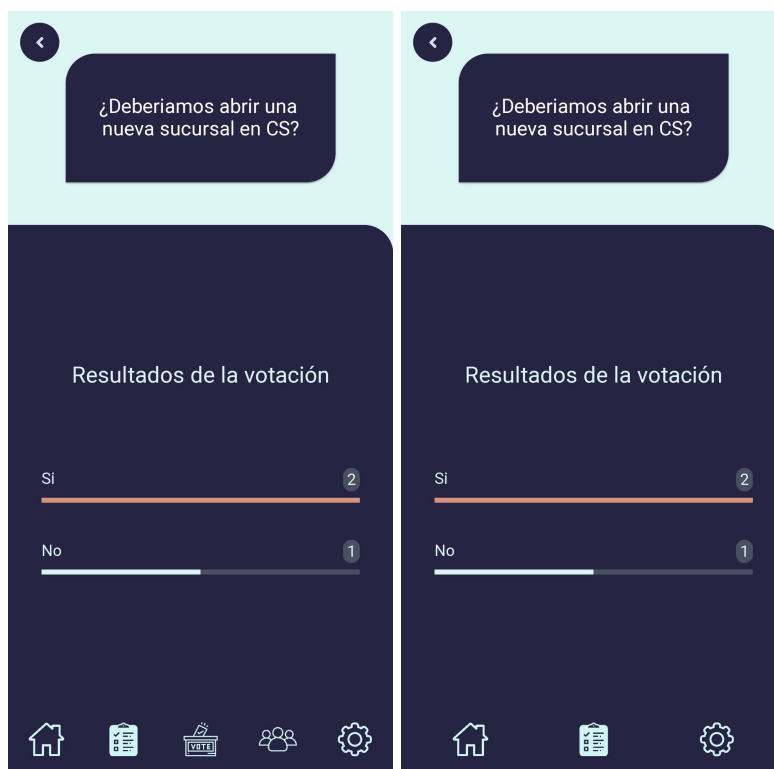 ¿Deberiamos abrir una
nueva sucursal en CS?
Resultados de la votación
Si 2
No 1
VOTE
¿Deberiamos abrir una
nueva sucursal en CS?
Resultados de la votación
Si 2
No 1